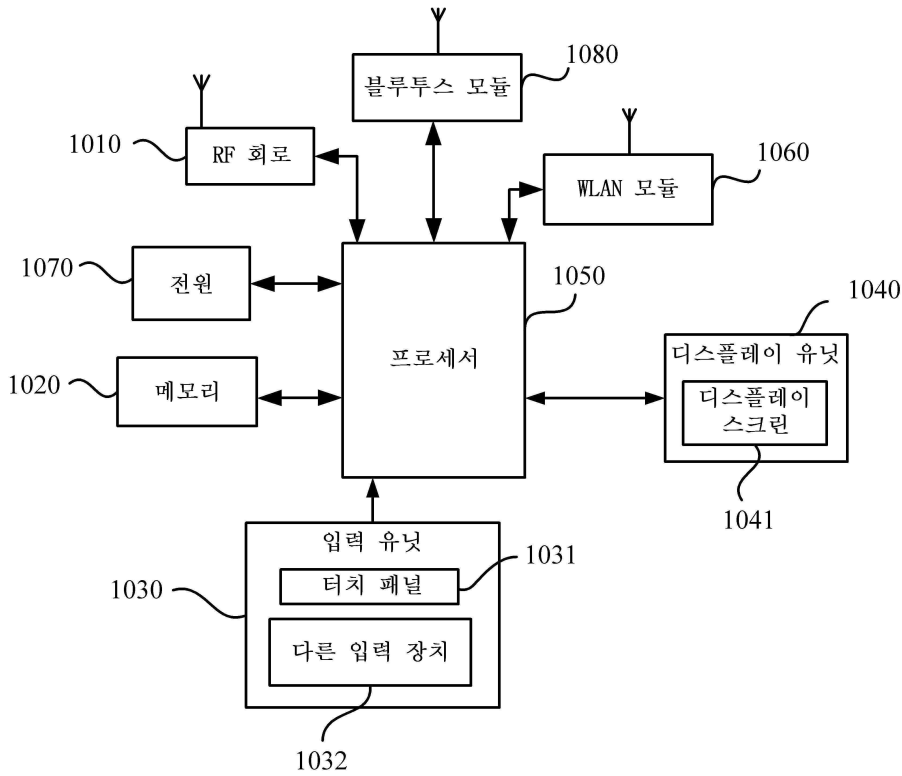 1080
블루투스 모듈
1010
RF 회로
1060
WLAN 모듈
1070
전원
1050
프로세서
1040
디스플레이 유닛
디스플레이
스크린
1041
1020
메모리
입력 유닛
1031
터치 패널
1030
다른 입력 장치
1032